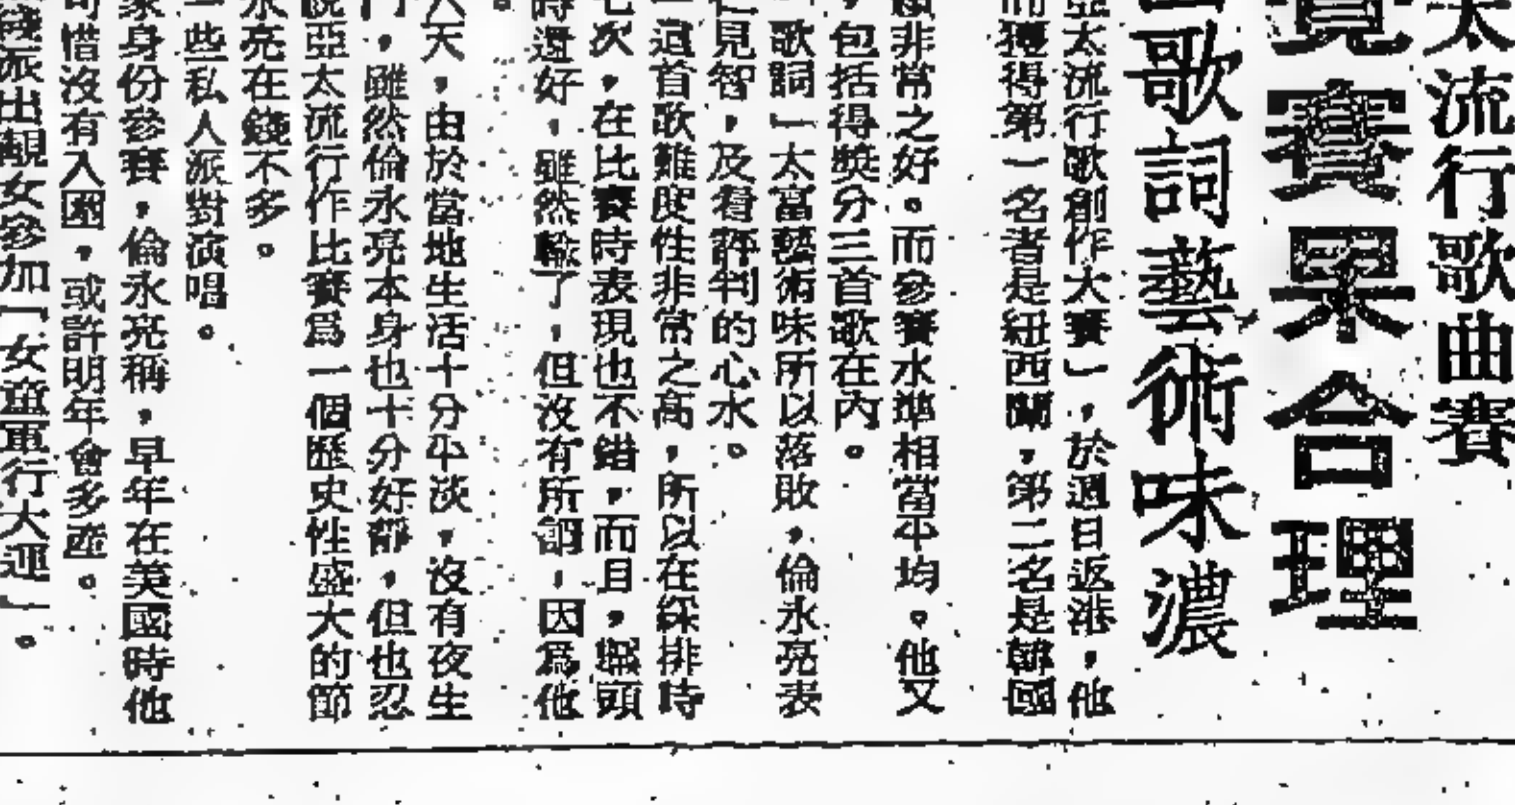 太流行歌曲賽
竟賽果合理
歌詞藝術味濃
亞太流行歌創作大賽」，於週日返港，他
而獲得第一名者是紐西蘭，第二名是韓國
非常之好。而參賽水準相當平均。他又
，包括得獎分三首歌在內。
「歌詞」太富藝術味所以落敗，倫永亮表
仁見智，及看評判的心水。
這首歌難度性非常之高，所以在綵排時
七次，在比賽時表現也不錯，而且，擺頭
時還好，雖然輸了，但沒有所謂，因為他
。
六天，由於當地生活十分平淡，沒有夜生
，雖然倫永亮本身也十分好靜，但也忍
說亞太流行作比賽為一個歷史性盛大的節
永亮在錢不多。
一些私人派對演唱。
家身份參賽，倫永亮稱，早年在美國時他
可惜沒有入圍，或許明年會多產。
綫派出靚女參加「女童軍行大運」。